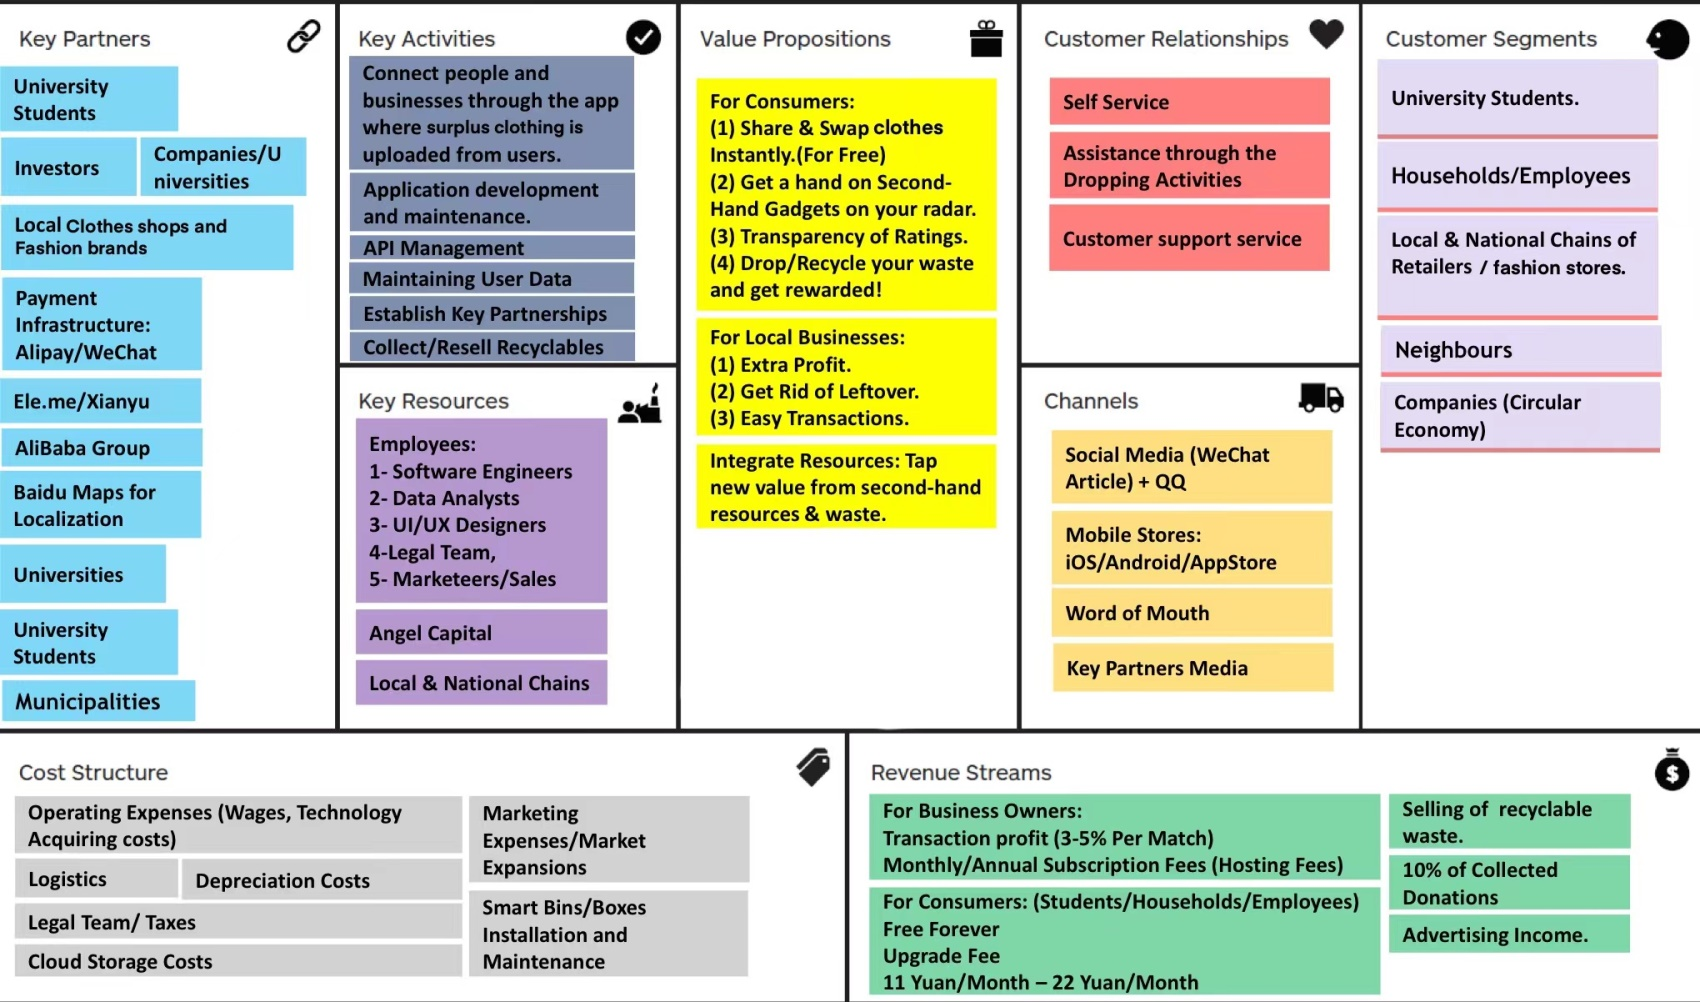 Key Partners
University
Students
Investors
Companies/U
niversities
Local Clothes shops and
Fashion brands
Payment
Infrastructure:
Alipay/WeChat
Ele.me/Xianyu
AliBaba Group
Baidu Maps for
Localization
Universities
University
Students
Municipalities
Key Activities
Connect people and
businesses through the app
where surplus clothing is
uploaded from users.
Application development
and maintenance.
API Management
Maintaining User Data
Establish Key Partnerships
Collect/Resell Recyclables
Key Resources
Employees:
1- Software Engineers
2- Data Analysts
3- UI/UX Designers
4-Legal Team,
5- Marketeers/Sales
Angel Capital
Local & National Chains
Value Propositions
For Consumers:
(1) Share & Swap clothes
Instantly.(For Free)
(2) Get a hand on Second-
Hand Gadgets on your radar.
(3) Transparency of Ratings.
(4) Drop/Recycle your waste
and get rewarded!
For Local Businesses:
(1) Extra Profit.
(2) Get Rid of Leftover.
(3) Easy Transactions.
Integrate Resources: Tap
new value from second-hand
resources & waste.
Customer Relationships
Self Service
Assistance through the
Dropping Activities
Customer support service
Channels
Social Media (WeChat
Article) + QQ
Mobile Stores:
iOS/Android/AppStore
Word of Mouth
Key Partners Media
Customer Segments
University Students.
Households/Employees
Local & National Chains of
Retailers / fashion stores.
Neighbours
Companies (Circular
Economy)
Cost Structure
Operating Expenses (Wages, Technology
Acquiring costs)
Logistics
Depreciation Costs
Legal Team/ Taxes
Cloud Storage Costs
Marketing
Expenses/Market
Expansions
Smart Bins/Boxes
Installation and
Maintenance
Revenue Streams
$
For Business Owners:
Transaction profit (3-5% Per Match)
Monthly/Annual Subscription Fees (Hosting Fees)
For Consumers: (Students/Households/Employees)
Free Forever
Upgrade Fee
11 Yuan/Month – 22 Yuan/Month
Selling of recyclable
waste.
10% of Collected
Donations
Advertising Income.